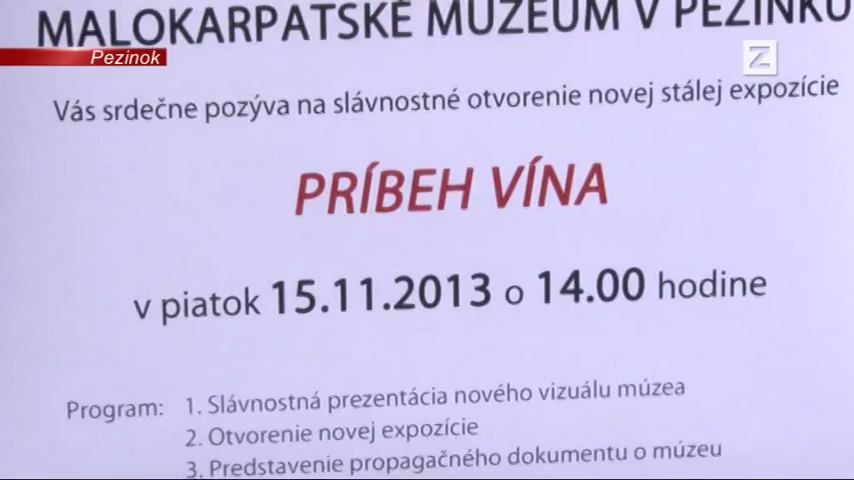 MALOKARPATSKÉ MÚZEUM V PEZINKU
Pezinok
Z
Vás srdečne pozýva na slávnostné otvorenie novej stálej expozície
PRÍBEH VÍNA
v piatok 15.11.2013 o 14.00 hodine
Program: 1. Slávnostná prezentácia nového vizuálu múzea
2. Otvorenie novej expozície
3. Predstavenie propagačného dokumentu o múzeu